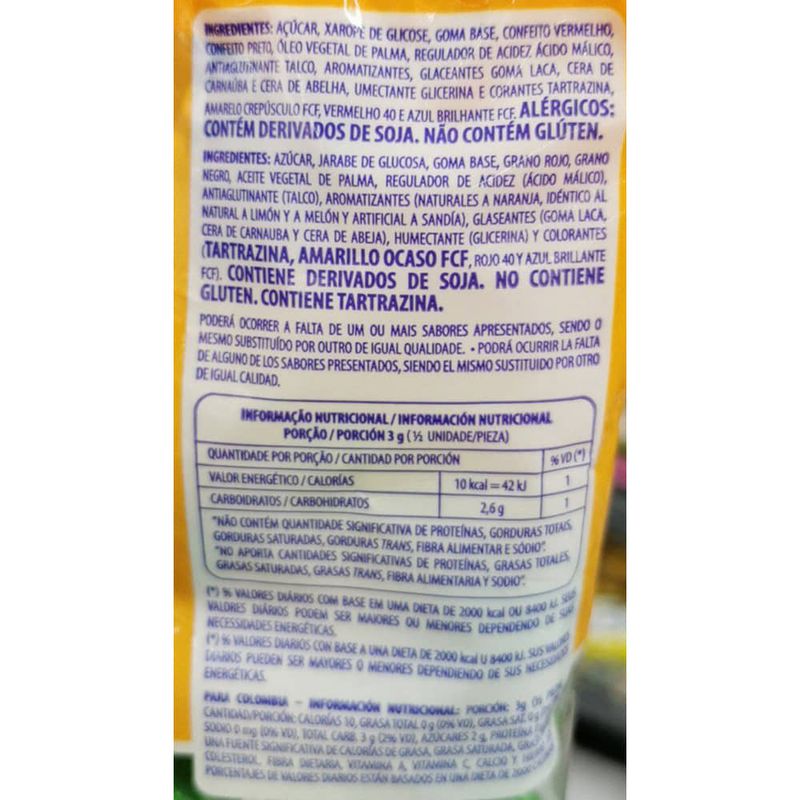 INGREDIENTES: AÇÚCAR, XAROPE DE GLICOSE, GOMA BASE, CONFEITO VERMELHO,
CONFEITO PRETO, ÓLEO VEGETAL DE PALMA, REGULADOR DE ACIDEZ ÁCIDO MÁLICO,
ANTIAGLUTINANTE TALCO, AROMATIZANTES, GLACEANTES GOMA LACA, CERA DE
CARNAÚBA E CERA DE ABELHA, UMECTANTE GLICERINA E CORANTES TARTRAZINA,
AMARELO CREPÚSCULO FCF, VERMELHO 40 E AZUL BRILHANTE FCF. ALÉRGICOS:
CONTÉM DERIVADOS DE SOJA. NÃO CONTÉM GLÚTEN.
INGREDIENTES: AZÚCAR, JARABE DE GLUCOSA, GOMA BASE, GRANO ROJO, GRANO
NEGRO, ACEITE VEGETAL DE PALMA, REGULADOR DE ACIDEZ (ÁCIDO MÁLICO),
ANTIAGLUTINANTE (TALCO), AROMATIZANTES (NATURALES A NARANJA, IDÉNTICO AL
NATURAL A LIMÓN Y A MELÓN Y ARTIFICIAL A SANDÍA), GLASEANTES (GOMA LACA,
CERA DE CARNAUBA Y CERA DE ABEJA), HUMECTANTE (GLICERINA) Y COLORANTES
(TARTRAZINA, AMARILLO OCASO FCF, ROJO 40 Y AZUL BRILLANTE
FCF). CONTIENE DERIVADOS DE SOJA. NO CONTIENE
GLUTEN. CONTIENE TARTRAZINA.
PODERÁ OCORRER A FALTA DE UM OU MAIS SABORES APRESENTADOS, SENDO O
MESMO SUBSTITUÍDO POR OUTRO DE IGUAL QUALIDADE. • PODRÁ OCURRIR LA FALTA
DE ALGUNO DE LOS SABORES PRESENTADOS, SIENDO EL MISMO SUSTITUIDO POR OTRO
DE IGUAL CALIDAD.
INFORMAÇÃO NUTRICIONAL / INFORMACIÓN NUTRICIONAL
PORÇÃO / PORCIÓN 3 g (½ UNIDADE/PIEZA)
QUANTIDADE POR PORÇÃO / CANTIDAD POR PORCIÓN % VD (*)
VALOR ENERGÉTICO / CALORÍAS 10 kcal = 42 kJ 1
CARBOIDRATOS / CARBOHIDRATOS 2,6 g 1
"NÃO CONTÉM QUANTIDADE SIGNIFICATIVA DE PROTEÍNAS, GORDURAS TOTAIS,
GORDURAS SATURADAS, GORDURAS TRANS, FIBRA ALIMENTAR E SÓDIO".
"NO APORTA CANTIDADES SIGNIFICATIVAS DE PROTEÍNAS, GRASAS TOTALES,
GRASAS SATURADAS, GRASAS TRANS, FIBRA ALIMENTARIA Y SODIO".
(*) % VALORES DIÁRIOS COM BASE EM UMA DIETA DE 2000 kcal OU 8400 kJ. SEUS
VALORES DIÁRIOS PODEM SER MAIORES OU MENORES DEPENDENDO DE SUAS
NECESSIDADES ENERGÉTICAS.
(*) % VALORES DIARIOS CON BASE A UNA DIETA DE 2000 kcal U 8400 kJ. SUS VALORES
DIARIOS PUEDEN SER MAYORES O MENORES DEPENDIENDO DE SUS NECESIDADES
ENERGÉTICAS.
PARA COLOMBIA – INFORMACIÓN NUTRICIONAL: PORCIÓN: 3g
CANTIDAD/PORCIÓN: CALORÍAS 10, GRASA TOTAL 0 g (0% VD), GRASA SAT. 0 g
SODIO 0 mg (0% VD), TOTAL CARB. 3 g (2% VD), AZÚCARES 2 g, PROTEÍNA
UNA FUENTE SIGNIFICATIVA DE CALORÍAS DE GRASA, GRASA SATURADA, GRASA
COLESTEROL, FIBRA DIETARIA, VITAMINA A, VITAMINA C, CALCIO Y
PORCENTAJES DE VALORES DIARIOS ESTÁN BASADOS EN UNA DIETA DE 2000